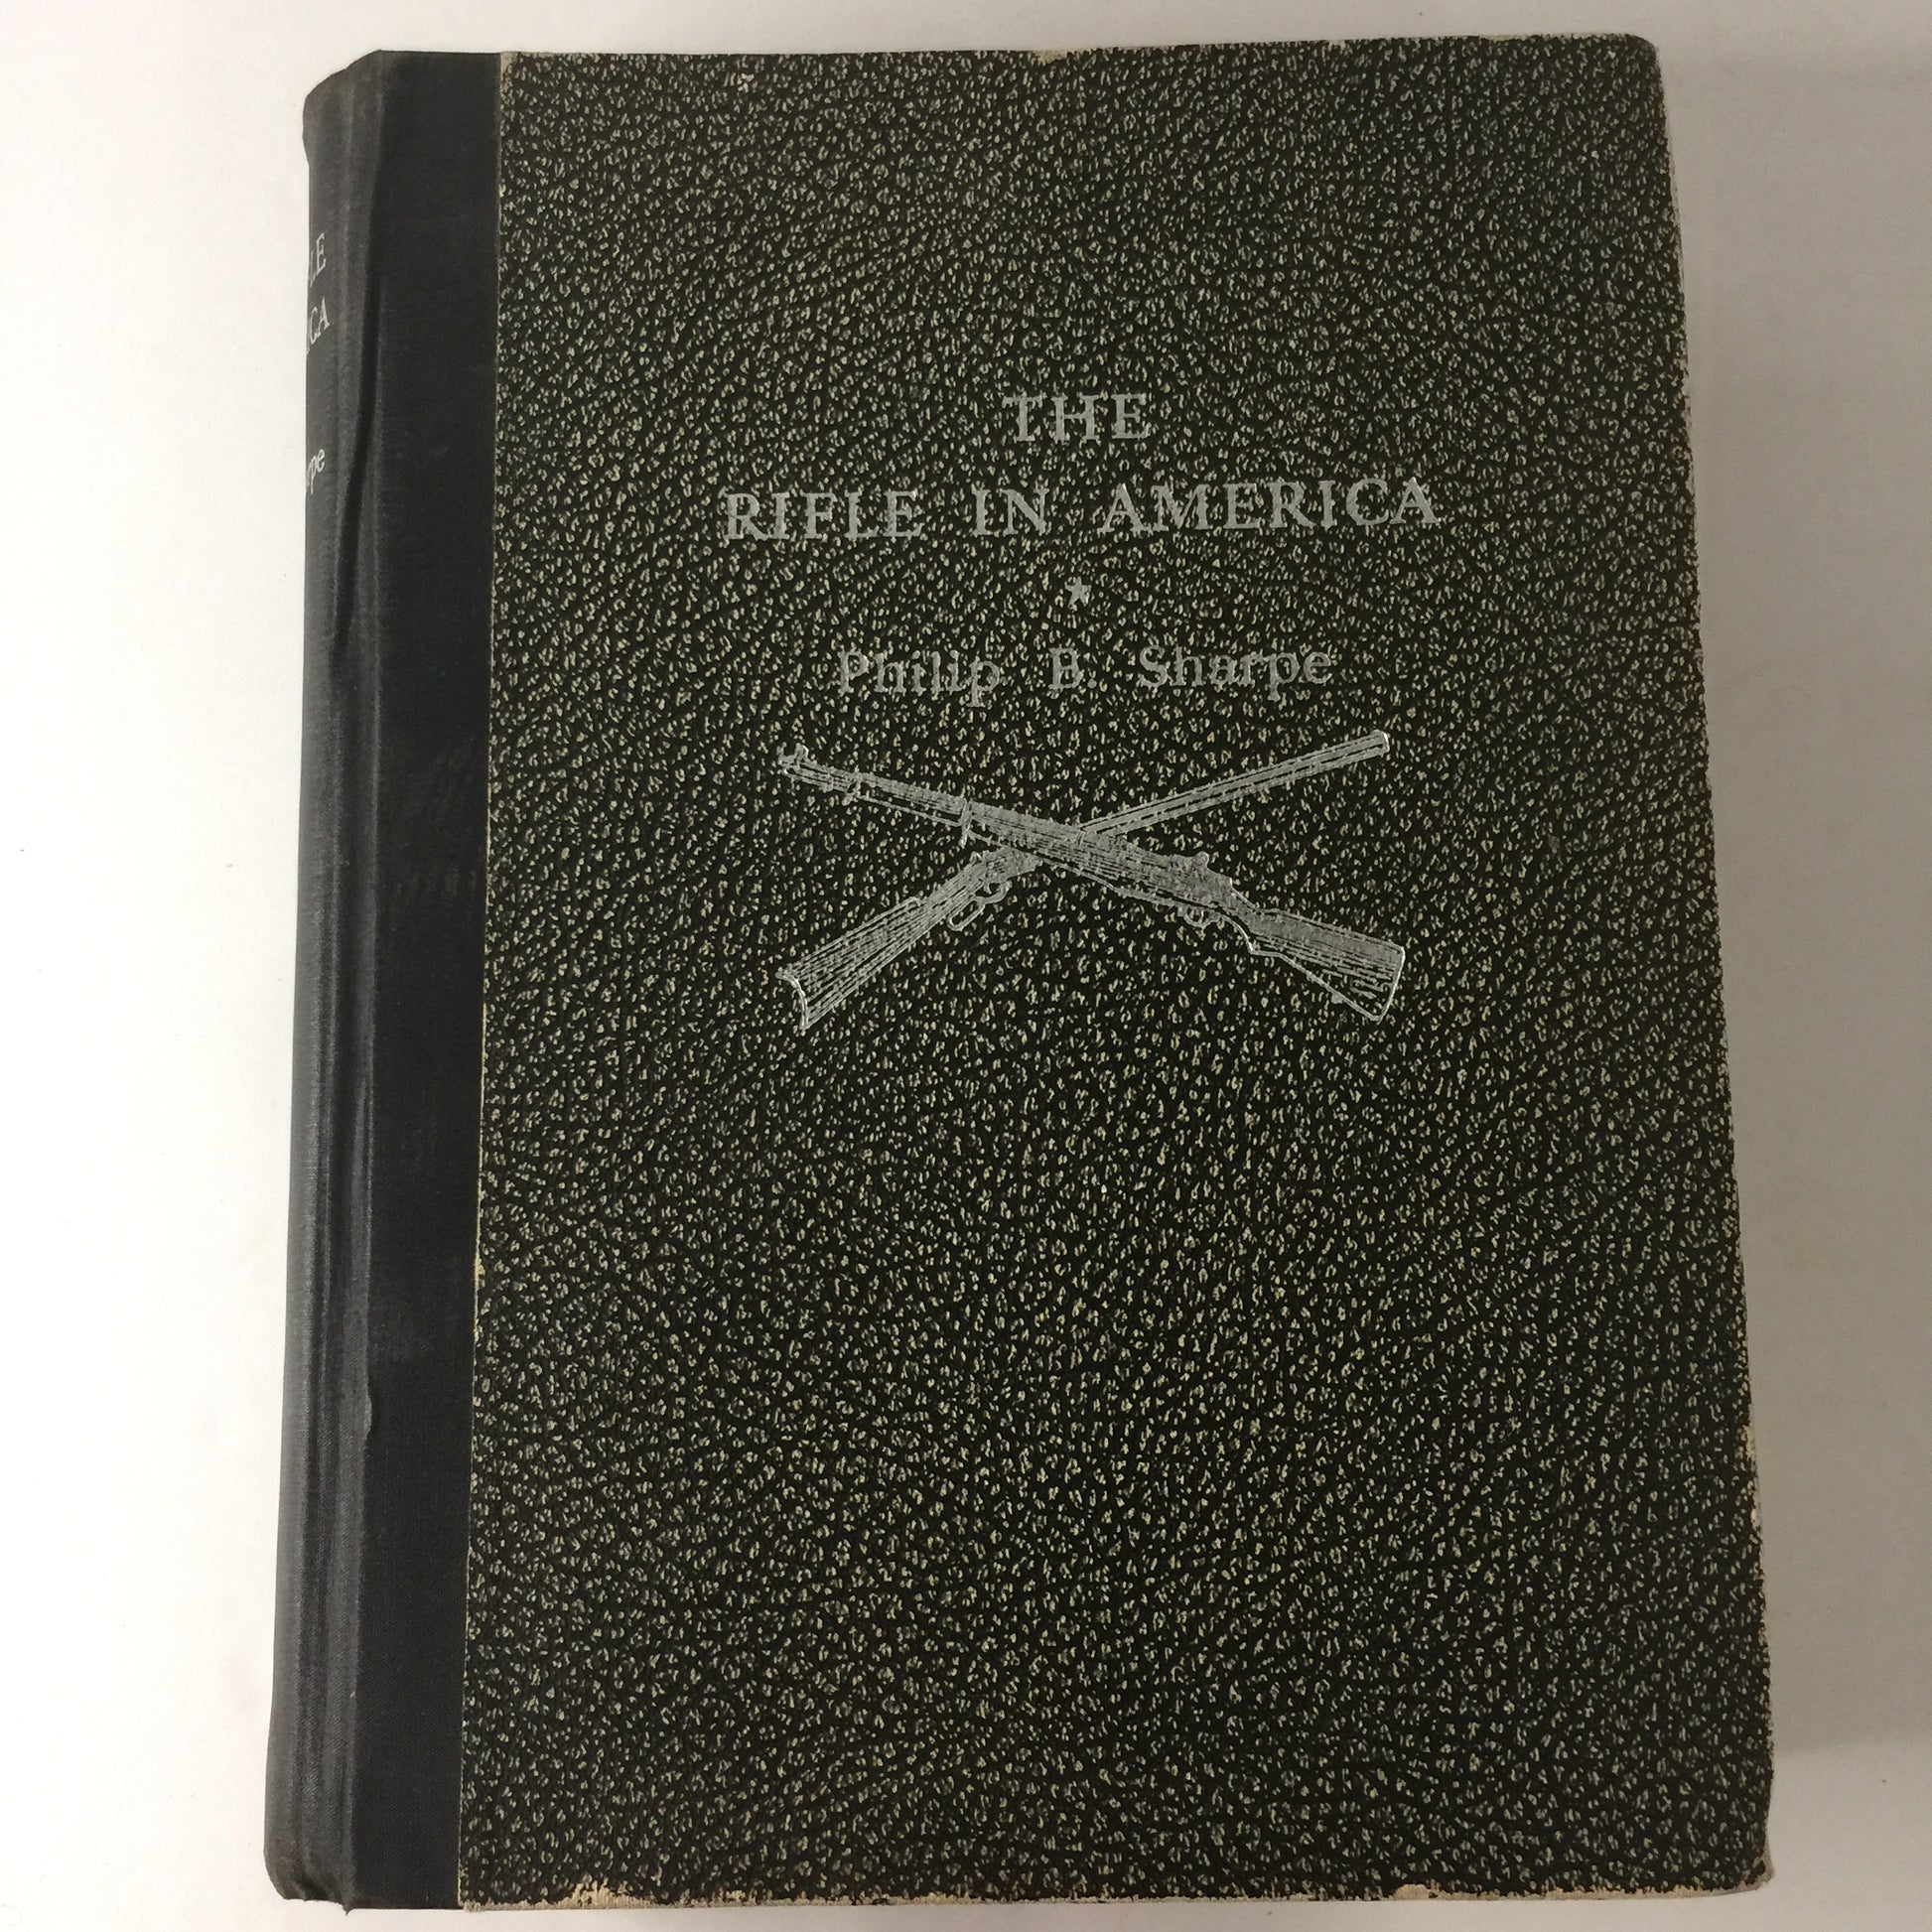 THE
RIFLE IN AMERICA
Philip B. Sharpe